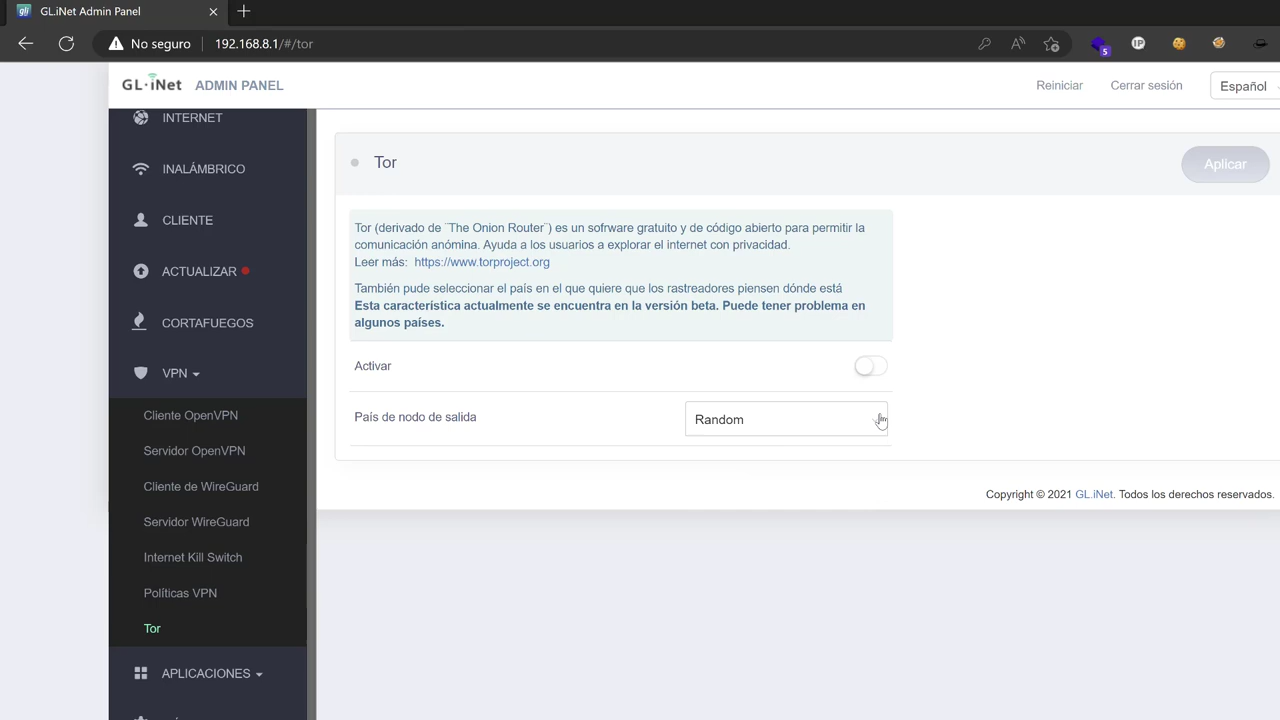 gli GL.iNet Admin Panel
No seguro 192.168.8.1/#/tor
IP
5
GL·iNet ADMIN PANEL
Reiniciar Cerrar sesión Español
INTERNET
INALÁMBRICO
CLIENTE
ACTUALIZAR
CORTAFUEGOS
VPN
Cliente OpenVPN
Servidor OpenVPN
Cliente de WireGuard
Servidor WireGuard
Internet Kill Switch
Políticas VPN
Tor
APLICACIONES
Tor
Aplicar
Tor (derivado de ¨The Onion Router¨) es un sofrware gratuito y de código abierto para permitir la
comunicación anómina. Ayuda a los usuarios a explorar el internet con privacidad.
Leer más: https://www.torproject.org
También pude seleccionar el país en el que quiere que los rastreadores piensen dónde está
Esta característica actualmente se encuentra en la versión beta. Puede tener problema en
algunos países.
Activar
País de nodo de salida
Random
Copyright © 2021 GL.iNet. Todos los derechos reservados.